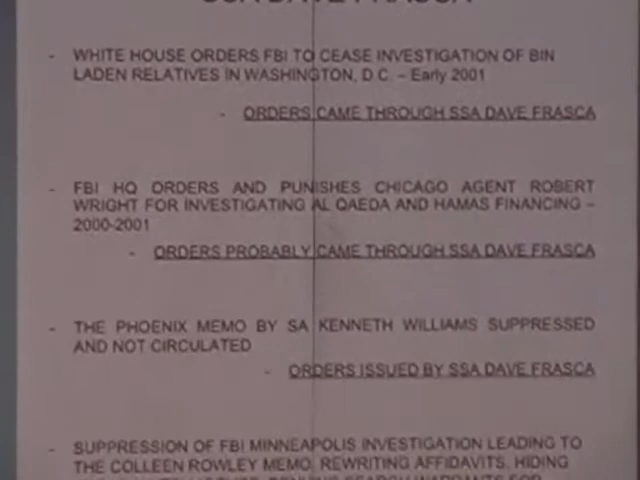 SSA DAVE FRASCA
- WHITE HOUSE ORDERS FBI TO CEASE INVESTIGATION OF BIN
LADEN RELATIVES IN WASHINGTON, D.C. – Early 2001
- ORDERS CAME THROUGH SSA DAVE FRASCA
- FBI HQ ORDERS AND PUNISHES CHICAGO AGENT ROBERT
WRIGHT FOR INVESTIGATING AL QAEDA AND HAMAS FINANCING –
2000-2001
- ORDERS PROBABLY CAME THROUGH SSA DAVE FRASCA
- THE PHOENIX MEMO BY SA KENNETH WILLIAMS SUPPRESSED
AND NOT CIRCULATED
- ORDERS ISSUED BY SSA DAVE FRASCA
- SUPPRESSION OF FBI MINNEAPOLIS INVESTIGATION LEADING TO
THE COLLEEN ROWLEY MEMO, REWRITING AFFIDAVITS, HIDING